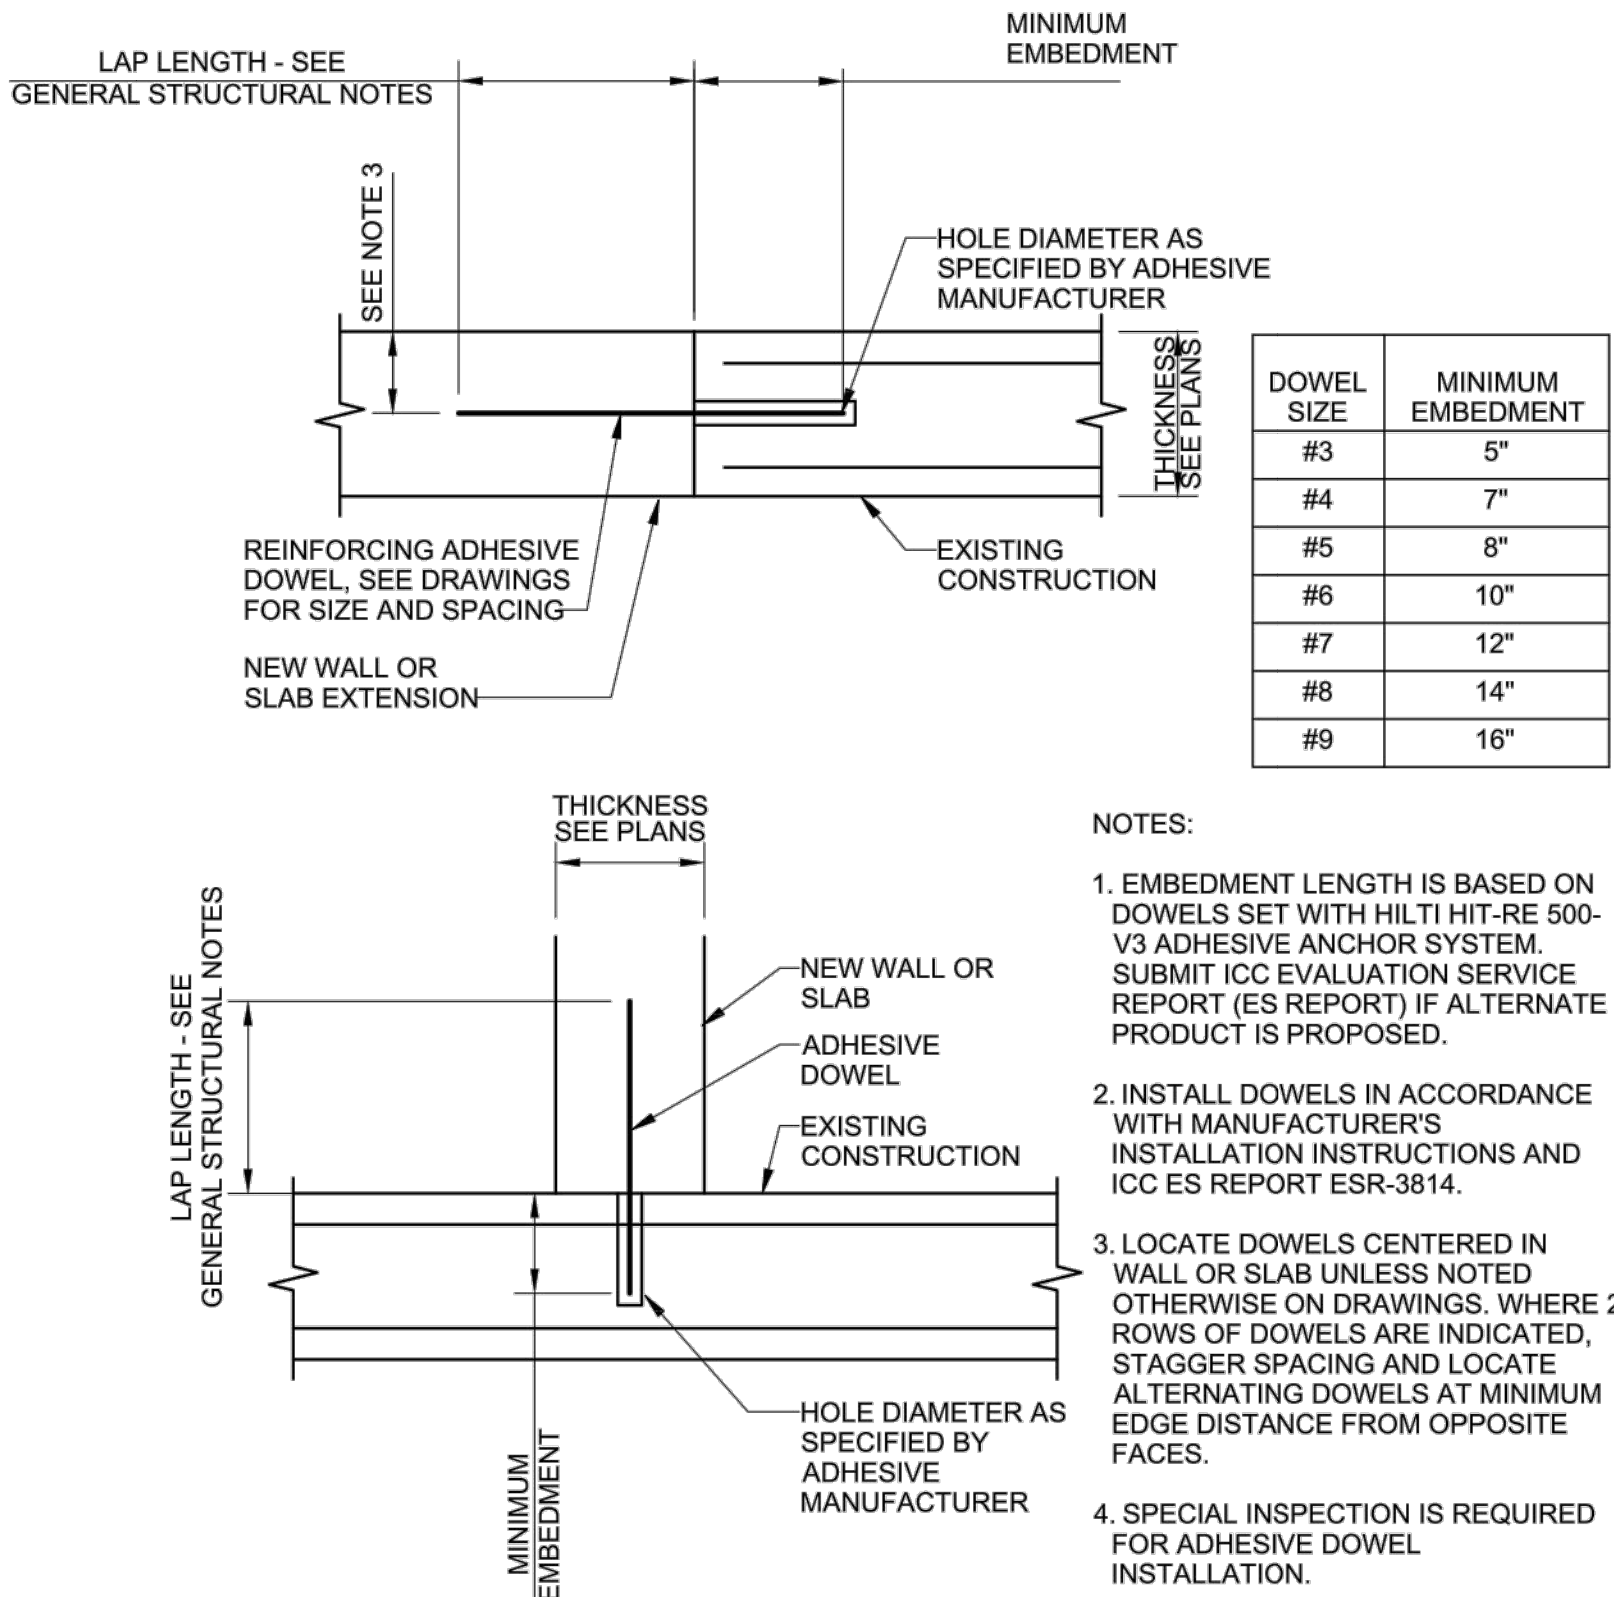 MINIMUM
EMBEDMENT
LAP LENGTH - SEE
GENERAL STRUCTURAL NOTES
SEE NOTE 3
HOLE DIAMETER AS
SPECIFIED BY ADHESIVE
MANUFACTURER
THICKNESS
SEE PLANS
REINFORCING ADHESIVE
DOWEL, SEE DRAWINGS
FOR SIZE AND SPACING
EXISTING
CONSTRUCTION
NEW WALL OR
SLAB EXTENSION
DOWEL SIZE MINIMUM EMBEDMENT
#3 5"
#4 7"
#5 8"
#6 10"
#7 12"
#8 14"
#9 16"
THICKNESS
SEE PLANS
LAP LENGTH - SEE
GENERAL STRUCTURAL NOTES
NEW WALL OR
SLAB
ADHESIVE
DOWEL
EXISTING
CONSTRUCTION
HOLE DIAMETER AS
SPECIFIED BY
ADHESIVE
MANUFACTURER
MINIMUM
EMBEDMENT
NOTES:
1. EMBEDMENT LENGTH IS BASED ON
DOWELS SET WITH HILTI HIT-RE 500-
V3 ADHESIVE ANCHOR SYSTEM.
SUBMIT ICC EVALUATION SERVICE
REPORT (ES REPORT) IF ALTERNATE
PRODUCT IS PROPOSED.
2. INSTALL DOWELS IN ACCORDANCE
WITH MANUFACTURER'S
INSTALLATION INSTRUCTIONS AND
ICC ES REPORT ESR-3814.
3. LOCATE DOWELS CENTERED IN
WALL OR SLAB UNLESS NOTED
OTHERWISE ON DRAWINGS. WHERE 2
ROWS OF DOWELS ARE INDICATED,
STAGGER SPACING AND LOCATE
ALTERNATING DOWELS AT MINIMUM
EDGE DISTANCE FROM OPPOSITE
FACES.
4. SPECIAL INSPECTION IS REQUIRED
FOR ADHESIVE DOWEL
INSTALLATION.